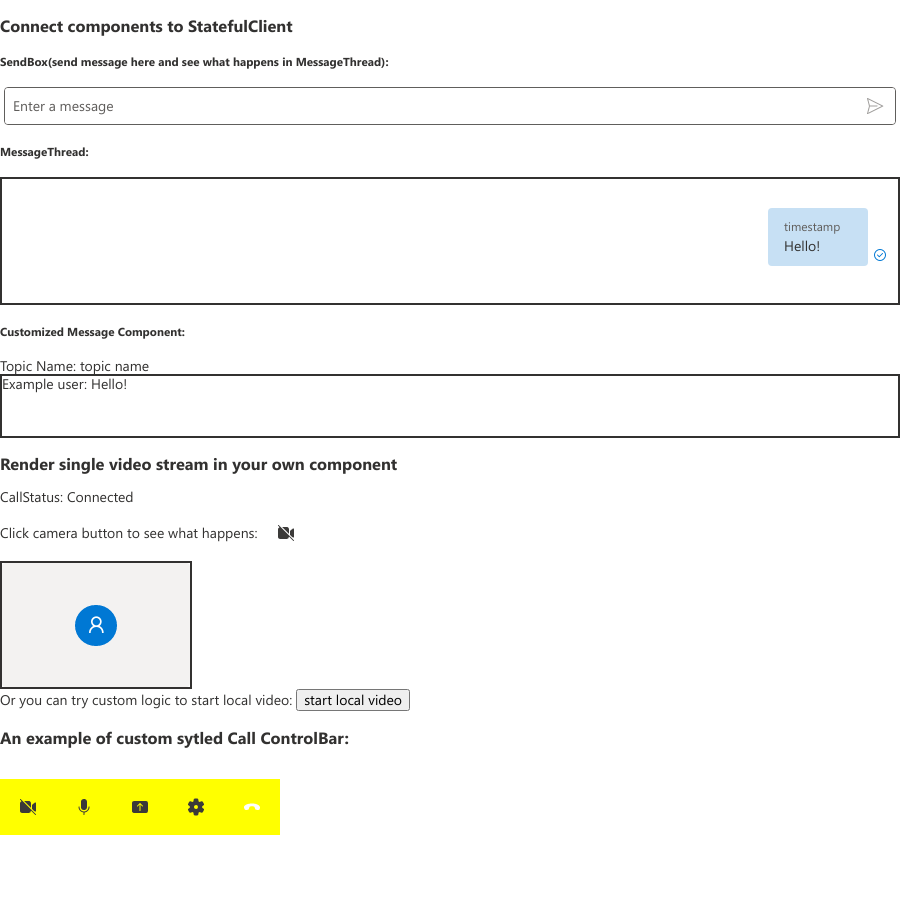 Connect components to StatefulClient
SendBox(send message here and see what happens in MessageThread):
Enter a message
MessageThread:
timestamp
Hello!
Customized Message Component:
Topic Name: topic name
Example user: Hello!
Render single video stream in your own component
CallStatus: Connected
Click camera button to see what happens:
Or you can try custom logic to start local video: start local video
An example of custom sytled Call ControlBar: